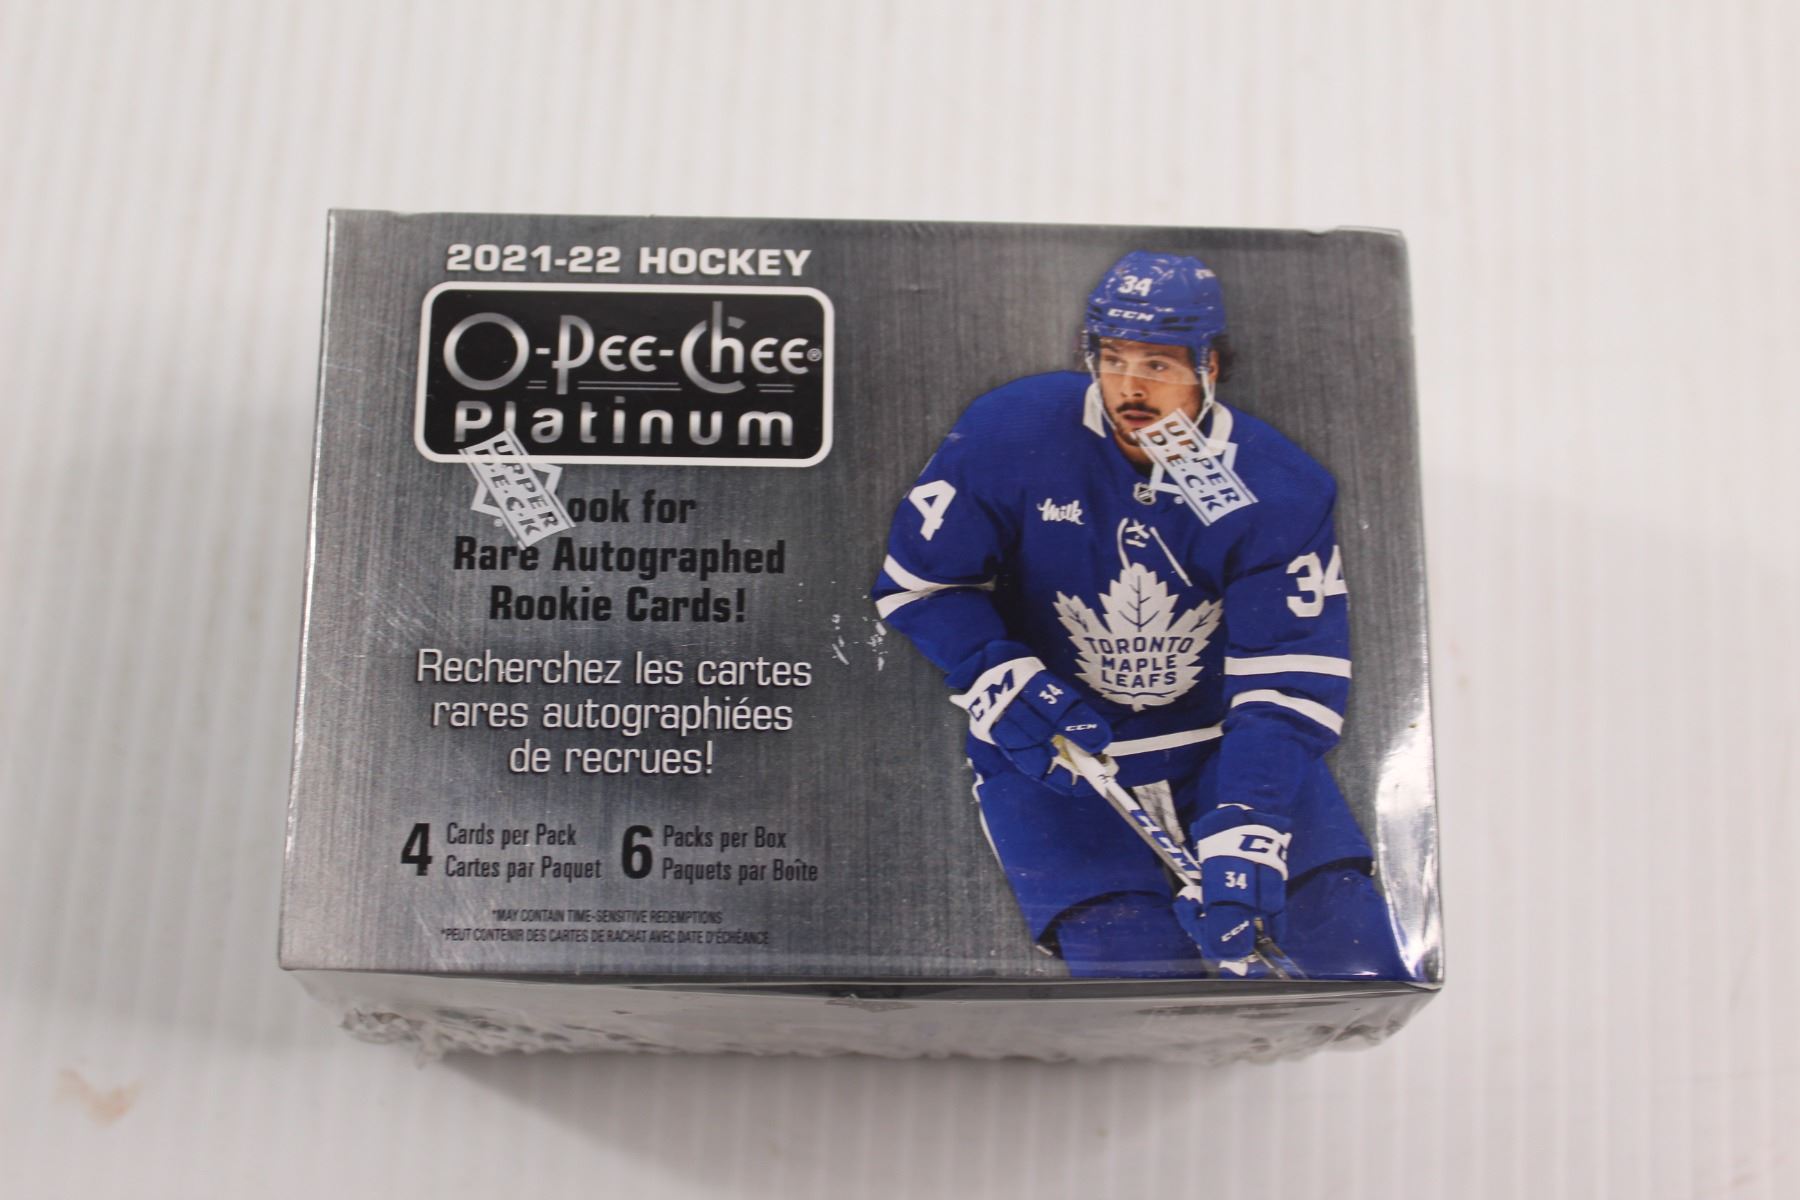 2021-22 HOCKEY
O-PEE-CHEE®
Platinum
UPPER
D.E.C.K
ook for
Rare Autographed
Rookie Cards!
Recherchez les cartes
rares autographiées
de recrues!
4 Cards per Pack
Cartes par Paquet
6 Packs per Box
Paquets par Boîte
*MAY CONTAIN TIME-SENSITIVE REDEMPTIONS
*PEUT CONTENIR DES CARTES DE RACHAT AVEC DATE D'ÉCHÉANCE
34
CCM
UPPER
D.E.C.K
4
Milk
34
TORONTO
MAPLE
LEAFS
CM
34
CCM
CC
34
CCM